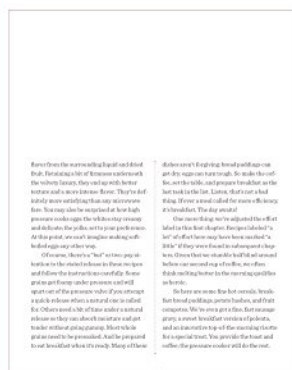 flavor from the surrounding liquid and dried
fruit. Retaining a bit of firmness underneath
the velvety luxury, they end up with better
texture and a more intense flavor. They're def-
initely more satisfying than any microwave
fare. You may also be surprised at how high
pressure cooks eggs: the whites stay creamy
and delicate, the yolks, set to your preference.
At this point, we can't imagine making soft-
boiled eggs any other way.
Of course, there's a "but" so two: pay at-
tention to the stated release in these recipes
and follow the instructions carefully. Some
grains get foamy under pressure and will
spurt out of the pressure valve if you attempt
a quick release when a natural one is called
for. Others need a bit of time under a natural
release so they can absorb moisture and get
tender without going gummy. Most whole
grains need to be presoaked. And be prepared
to eat breakfast when it's ready. Many of these
dishes aren't forgiving: bread puddings can
get dry; eggs can turn tough. So make the cof-
fee, set the table, and prepare breakfast as the
last task in the list. Listen, that's not a bad
thing. If ever a meal called for more efficiency,
it's breakfast. The day awaits!
One more thing: we've adjusted the effort
label in this first chapter. Recipes labeled "a
lot" of effort here may have been marked "a
little" if they were found in subsequent chap-
ters. Given that we stumble half blind around
before our second cup of coffee, we often
think melting butter in the morning qualifies
as heroic.
So here are some fine hot cereals, break-
fast bread puddings, potato hashes, and fruit
compotes. We've even got a fine, fast sausage
gravy, a sweet breakfast version of polenta,
and an innovative top-of-the-morning risotto
for a special treat. You provide the toast and
coffee; the pressure cooker will do the rest.